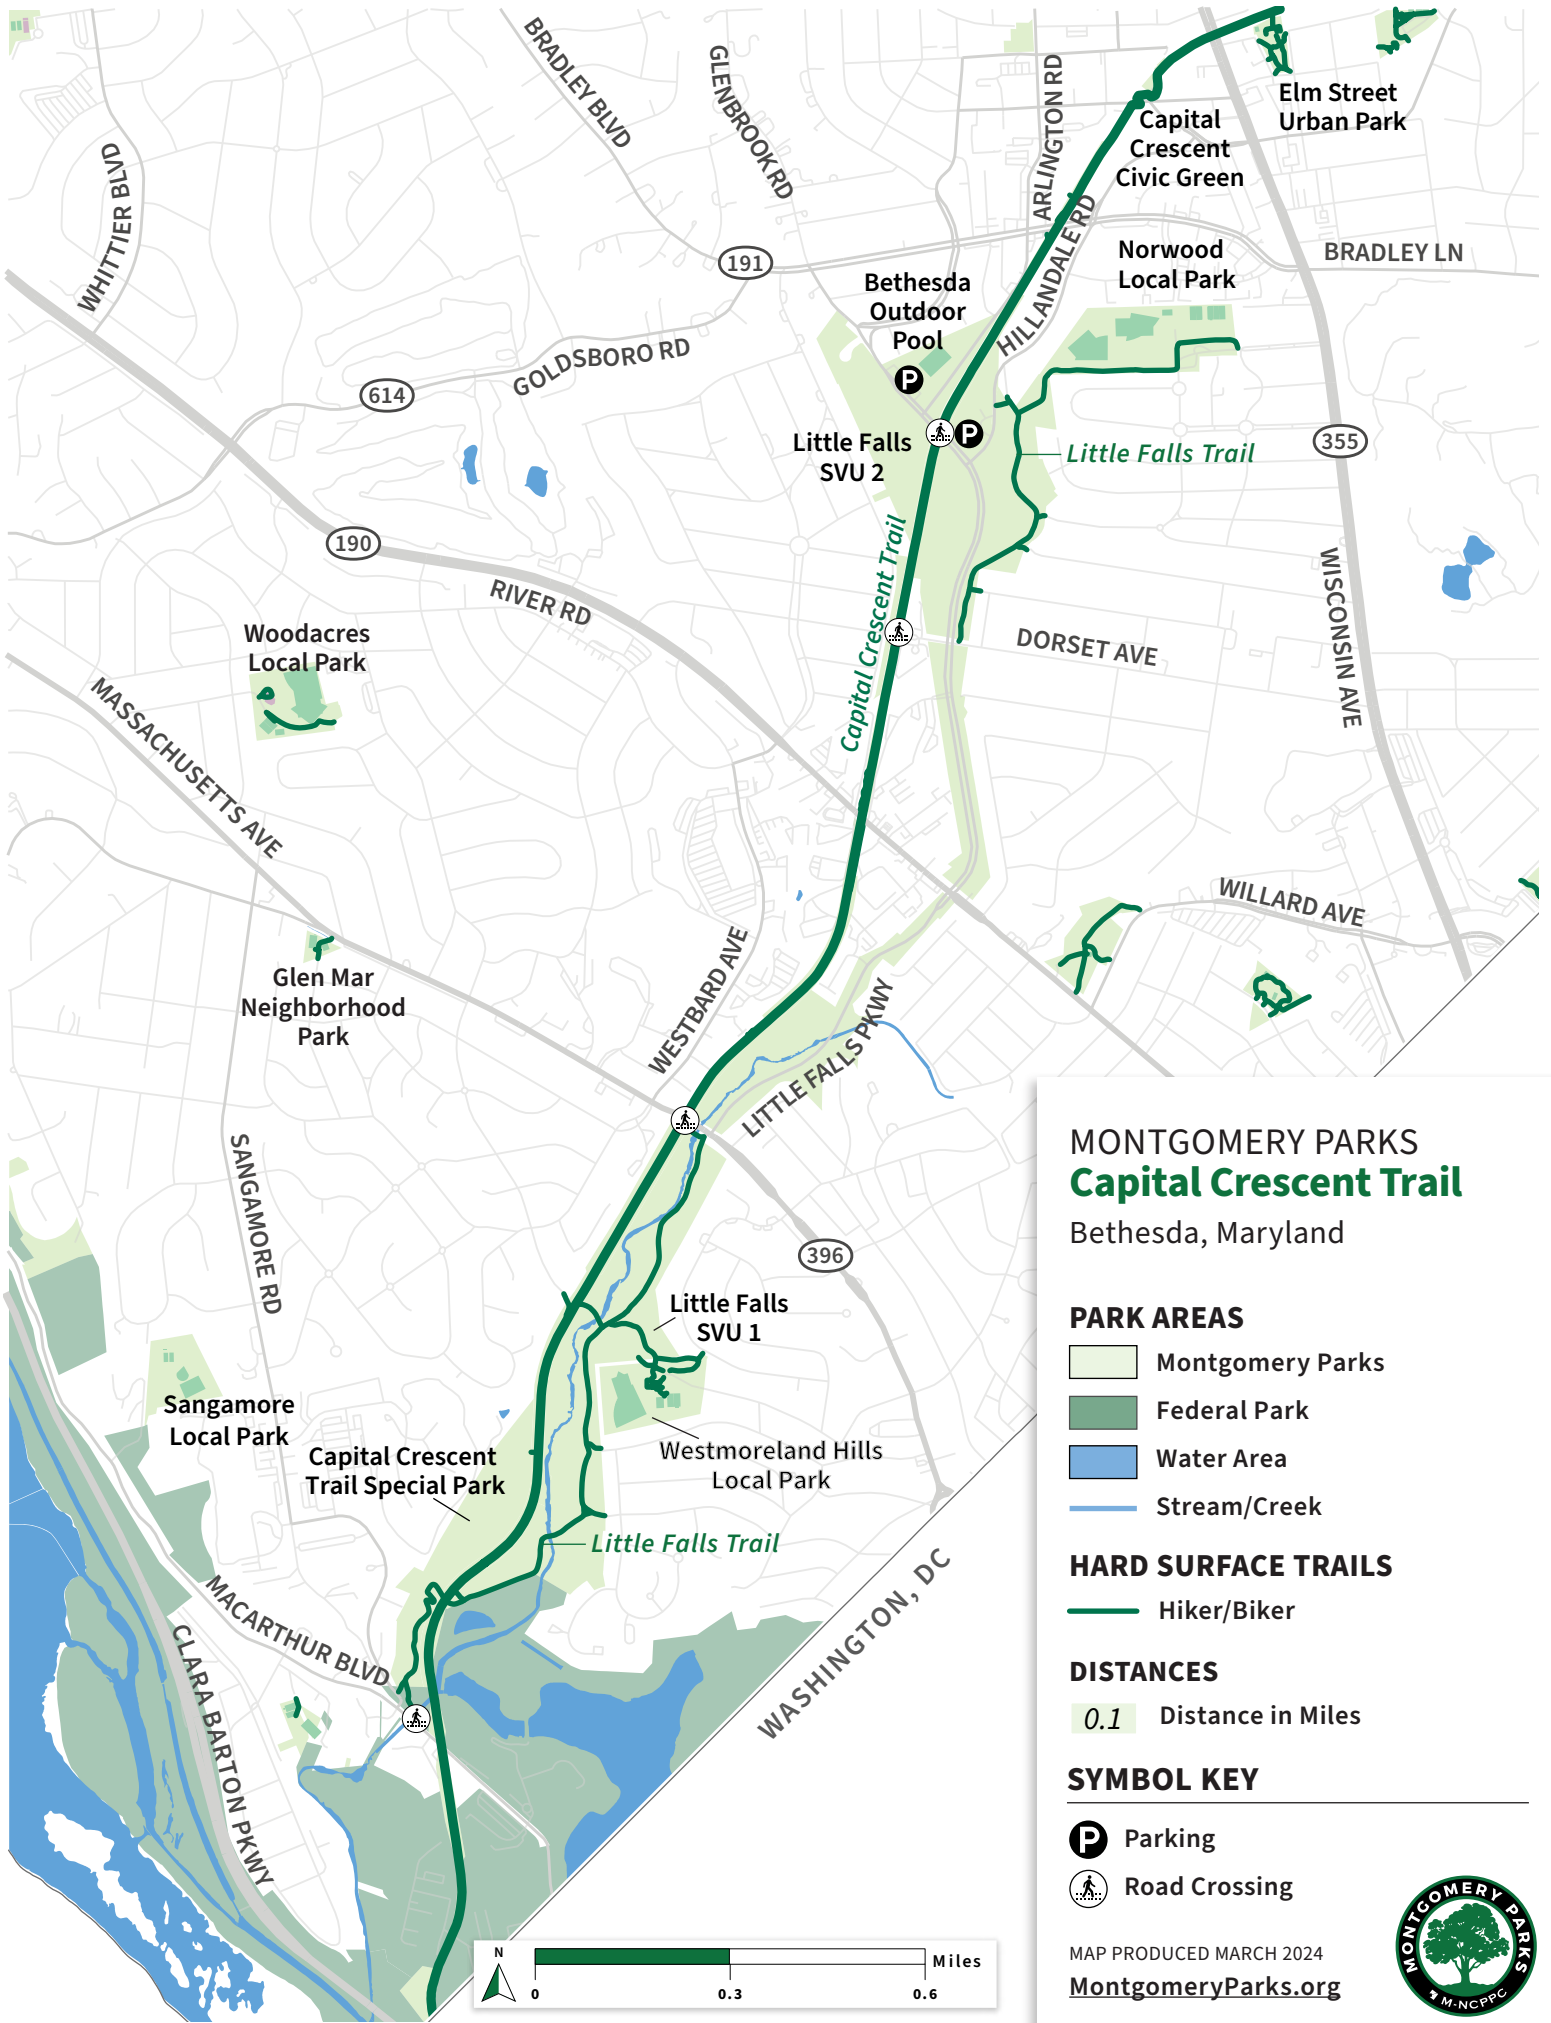 BRADLEY BLVD
GLENBROOK RD
ARLINGTON RD
Elm Street
Urban Park
Capital
Crescent
Civic Green
WHITTIER BLVD
HILLANDALE RD
191
Norwood
Local Park
BRADLEY LN
Bethesda
Outdoor
Pool
P
GOLDSBORO RD
614
Little Falls
SVU 2
P
Little Falls Trail
355
190
RIVER RD
Capital Crescent Trail
WISCONSIN AVE
Woodacres
Local Park
DORSET AVE
MASSACHUSETTS AVE
WILLARD AVE
Glen Mar
Neighborhood
Park
WESTBARD AVE
LITTLE FALLS PKWY
SANGAMORE RD
396
Little Falls
SVU 1
Sangamore
Local Park
Capital Crescent
Trail Special Park
Westmoreland Hills
Local Park
Little Falls Trail
MACARTHUR BLVD
CLARA BARTON PKWY
WASHINGTON, DC
N
Miles
0
0.3
0.6
MONTGOMERY PARKS
Capital Crescent Trail
Bethesda, Maryland
PARK AREAS
Montgomery Parks
Federal Park
Water Area
Stream/Creek
HARD SURFACE TRAILS
Hiker/Biker
DISTANCES
0.1 Distance in Miles
SYMBOL KEY
P Parking
Road Crossing
MAP PRODUCED MARCH 2024
MontgomeryParks.org
MONTGOMERY PARKS
M-NCPPC